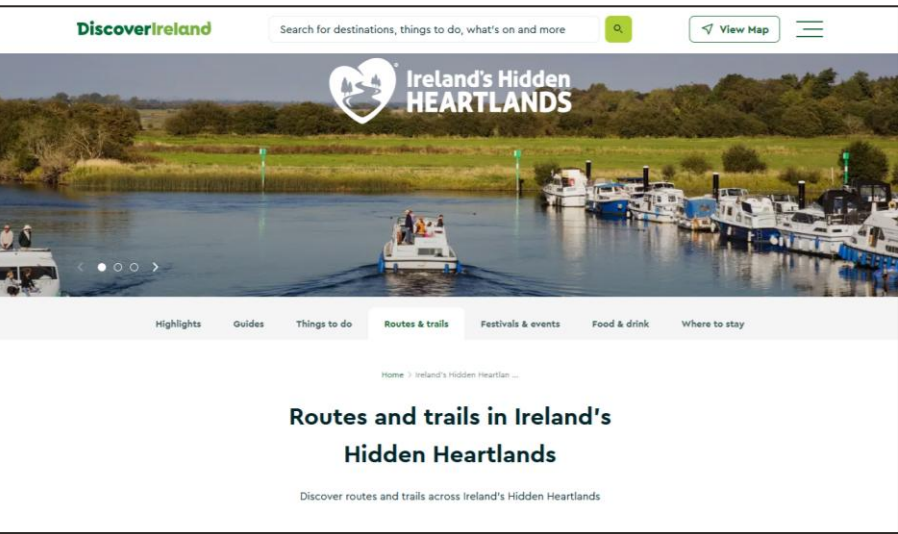 DiscoverIreland
Search for destinations, things to do, what's on and more
View Map
Ireland's Hidden
HEARTLANDS
Highlights
Guides
Things to do
Routes & trails
Festivals & events
Food & drink
Where to stay
Home > Ireland's Hidden Heartlan ...
Routes and trails in Ireland's
Hidden Heartlands
Discover routes and trails across Ireland's Hidden Heartlands